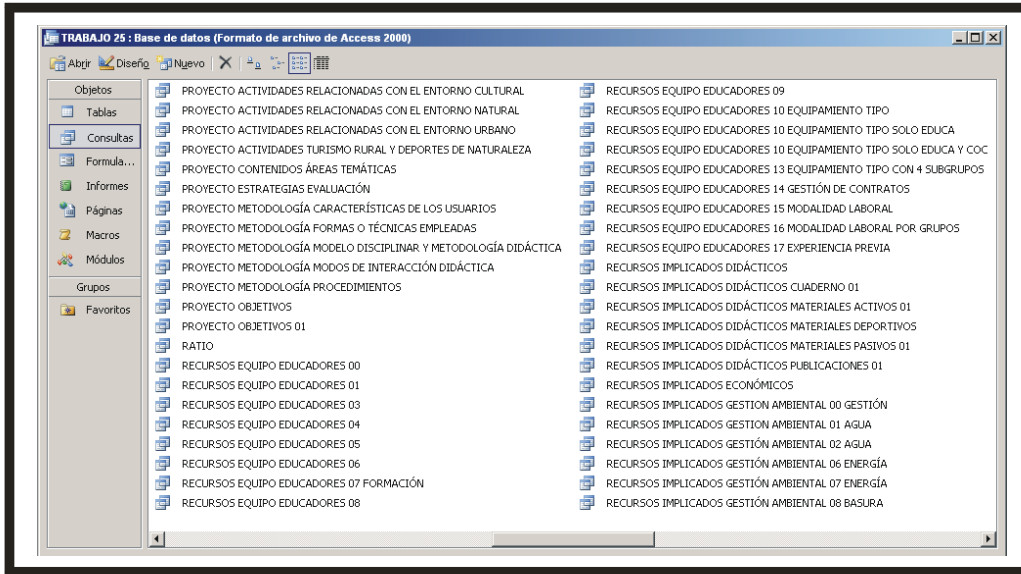 TRABAJO 25 : Base de datos (Formato de archivo de Access 2000)
Abrir Diseño Nuevo
Objetos
Tablas
Consultas
Formula...
Informes
Páginas
Macros
Módulos
Grupos
Favoritos
PROYECTO ACTIVIDADES RELACIONADAS CON EL ENTORNO CULTURAL
PROYECTO ACTIVIDADES RELACIONADAS CON EL ENTORNO NATURAL
PROYECTO ACTIVIDADES RELACIONADAS CON EL ENTORNO URBANO
PROYECTO ACTIVIDADES TURISMO RURAL Y DEPORTES DE NATURALEZA
PROYECTO CONTENIDOS ÁREAS TEMÁTICAS
PROYECTO ESTRATEGIAS EVALUACIÓN
PROYECTO METODOLOGÍA CARACTERÍSTICAS DE LOS USUARIOS
PROYECTO METODOLOGÍA FORMAS O TÉCNICAS EMPLEADAS
PROYECTO METODOLOGÍA MODELO DISCIPLINAR Y METODOLOGÍA DIDÁCTICA
PROYECTO METODOLOGÍA MODOS DE INTERACCIÓN DIDÁCTICA
PROYECTO METODOLOGÍA PROCEDIMIENTOS
PROYECTO OBJETIVOS
PROYECTO OBJETIVOS 01
RATIO
RECURSOS EQUIPO EDUCADORES 00
RECURSOS EQUIPO EDUCADORES 01
RECURSOS EQUIPO EDUCADORES 03
RECURSOS EQUIPO EDUCADORES 04
RECURSOS EQUIPO EDUCADORES 05
RECURSOS EQUIPO EDUCADORES 06
RECURSOS EQUIPO EDUCADORES 07 FORMACIÓN
RECURSOS EQUIPO EDUCADORES 08
RECURSOS EQUIPO EDUCADORES 09
RECURSOS EQUIPO EDUCADORES 10 EQUIPAMIENTO TIPO
RECURSOS EQUIPO EDUCADORES 10 EQUIPAMIENTO TIPO SOLO EDUCA
RECURSOS EQUIPO EDUCADORES 10 EQUIPAMIENTO TIPO SOLO EDUCA Y COC
RECURSOS EQUIPO EDUCADORES 13 EQUIPAMIENTO TIPO CON 4 SUBGRUPOS
RECURSOS EQUIPO EDUCADORES 14 GESTIÓN DE CONTRATOS
RECURSOS EQUIPO EDUCADORES 15 MODALIDAD LABORAL
RECURSOS EQUIPO EDUCADORES 16 MODALIDAD LABORAL POR GRUPOS
RECURSOS EQUIPO EDUCADORES 17 EXPERIENCIA PREVIA
RECURSOS IMPLICADOS DIDÁCTICOS
RECURSOS IMPLICADOS DIDÁCTICOS CUADERNO 01
RECURSOS IMPLICADOS DIDÁCTICOS MATERIALES ACTIVOS 01
RECURSOS IMPLICADOS DIDÁCTICOS MATERIALES DEPORTIVOS
RECURSOS IMPLICADOS DIDÁCTICOS MATERIALES PASIVOS 01
RECURSOS IMPLICADOS DIDÁCTICOS PUBLICACIONES 01
RECURSOS IMPLICADOS ECONÓMICOS
RECURSOS IMPLICADOS GESTION AMBIENTAL 00 GESTIÓN
RECURSOS IMPLICADOS GESTIÓN AMBIENTAL 01 AGUA
RECURSOS IMPLICADOS GESTIÓN AMBIENTAL 02 AGUA
RECURSOS IMPLICADOS GESTIÓN AMBIENTAL 06 ENERGÍA
RECURSOS IMPLICADOS GESTIÓN AMBIENTAL 07 ENERGÍA
RECURSOS IMPLICADOS GESTIÓN AMBIENTAL 08 BASURA